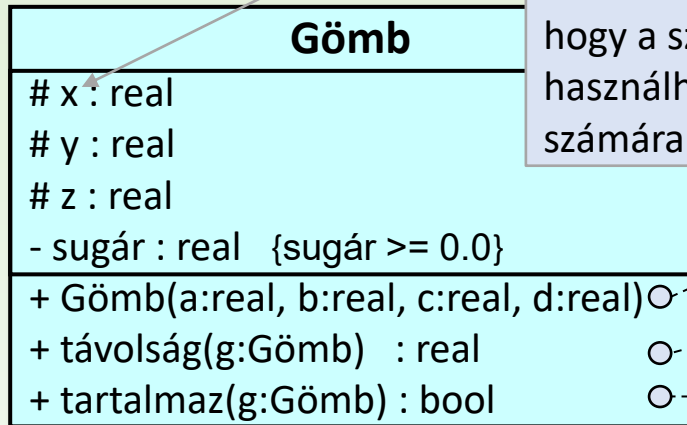 Gömb
# x : real
# y : real
# z : real
- sugár : real {sugár >= 0.0}
+ Gömb(a:real, b:real, c:real, d:real)
+ távolság(g:Gömb) : real
+ tartalmaz(g:Gömb) : bool
hogy a
számára